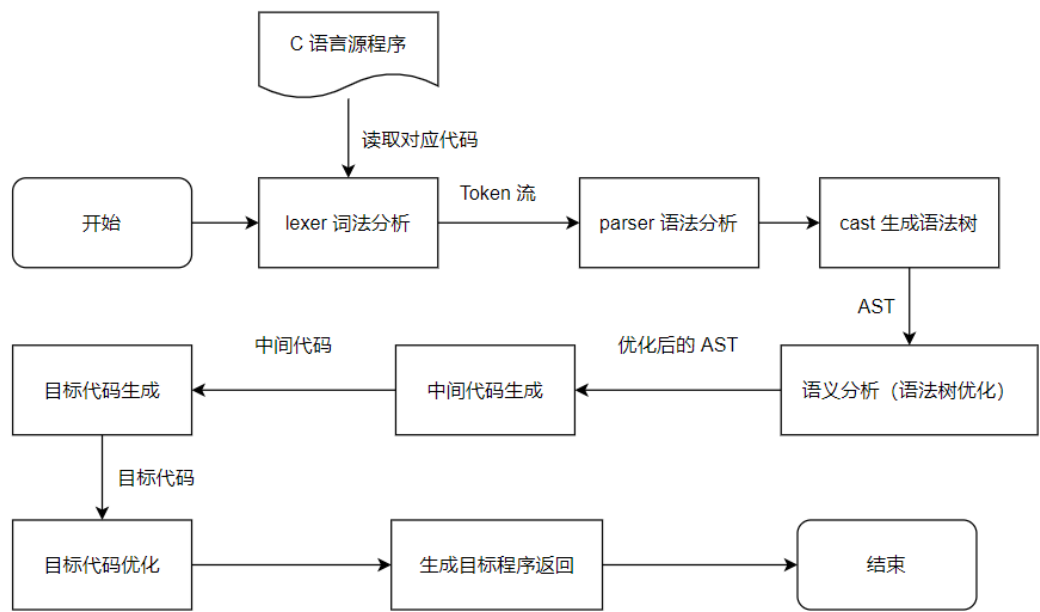 C 语言源程序
读取对应代码
开始
lexer 词法分析
Token 流
parser 语法分析
cast 生成语法树
AST
语义分析（语法树优化）
优化后的 AST
中间代码生成
中间代码
目标代码生成
目标代码
目标代码优化
生成目标程序返回
结束